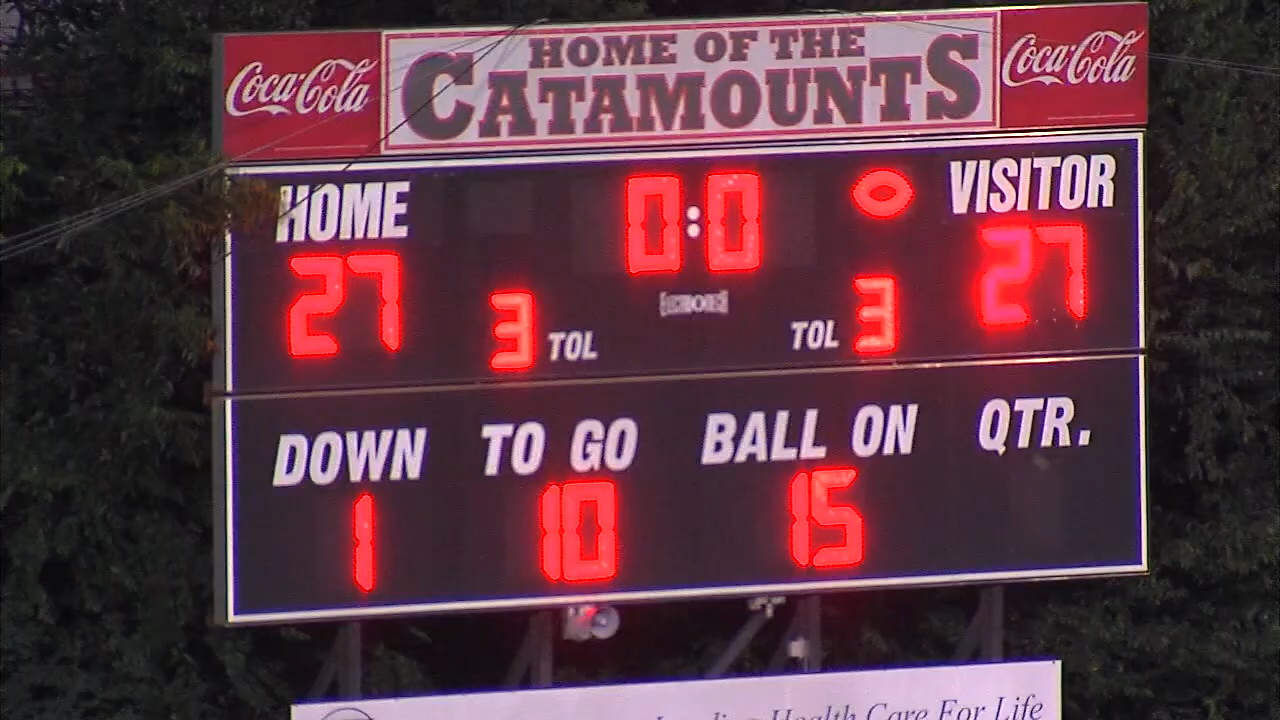 Coca-Cola
HOME OF THE
CATAMOUNTS
Coca-Cola
HOME
0:0
VISITOR
27
3 TOL
TOL 3
27
DOWN
TO GO
BALL ON
QTR.
1
10
15
Health Care For Life